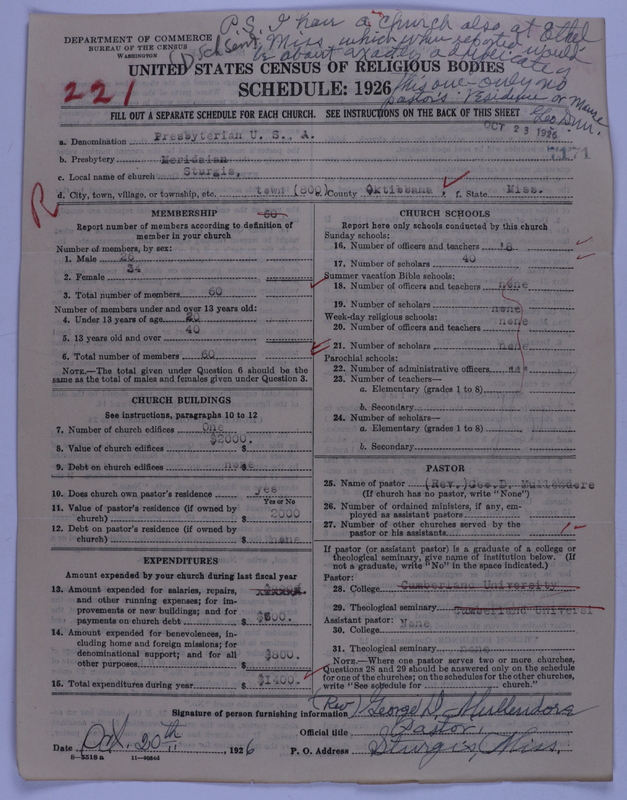 P.S. I have a church also at Ethel
DEPARTMENT OF COMMERCE
BUREAU OF THE CENSUS
WASHINGTON
Miss, which when reported would
be about exactly a duplicate of
this one - only no
pastor's residence or Manse
Geo D. M.
UNITED STATES CENSUS OF RELIGIOUS BODIES
SCHEDULE: 1926
221
FILL OUT A SEPARATE SCHEDULE FOR EACH CHURCH. SEE INSTRUCTIONS ON THE BACK OF THIS SHEET
OCT 23 1926
7171
a. Denomination Presbyterian U. S., A.
b. Presbytery Meridaian
c. Local name of church Sturgis,
d. City, town, village, or township, etc. town (800) e. County Oktibbaha f. State Miss.
R
MEMBERSHIP 60
Report number of members according to definition of
member in your church
Number of members, by sex:
1. Male 26
2. Female 34
3. Total number of members 60
Number of members under and over 13 years old:
4. Under 13 years of age 20
5. 13 years old and over 40
6. Total number of members 60
NOTE.—The total given under Question 6 should be
same as the total of males and females given under Question 3.
CHURCH BUILDINGS
See instructions, paragraphs 10 to 12
7. Number of church edifices One
8. Value of church edifices $ $2000.
9. Debt on church edifices $ none
10. Does church own pastor's residence yes
Yes or No
11. Value of pastor's residence (if owned by
church) $ 2000
12. Debt on pastor's residence (if owned by
church) $ none
EXPENDITURES
Amount expended by your church during last fiscal year
13. Amount expended for salaries, repairs,
and other running expenses; for im-
provements or new buildings; and for
payments on church debt $ $600.
14. Amount expended for benevolences, in-
cluding home and foreign missions; for
denominational support; and for all
other purposes $ $800.
15. Total expenditures during year $ $1400.
CHURCH SCHOOLS
Report here only schools conducted by this church
Sunday schools:
16. Number of officers and teachers
17. Number of scholars 40
Summer vacation Bible schools:
18. Number of officers and teachers none
19. Number of scholars none
Week-day religious schools:
20. Number of officers and teachers none
21. Number of scholars none
Parochial schools:
22. Number of administrative officers
23. Number of teachers—
a. Elementary (grades 1 to 8)
b. Secondary
24. Number of scholars—
a. Elementary (grades 1 to 8)
b. Secondary
PASTOR
25. Name of pastor (Rev.) Geo. D. Mullendore
(If church has no pastor, write "None")
26. Number of ordained ministers, if any, em-
ployed as assistant pastors
27. Number of other churches served by the
pastor or his assistants 1
If pastor (or assistant pastor) is a graduate of a college or
theological seminary, give name of institution below. (If
not a graduate, write "No" in the space indicated.)
Pastor:
28. College Cumberland University
29. Theological seminary Cumberland Universi
Assistant pastor:
30. College None
31. Theological seminary none
NOTE.—Where one pastor serves two or more churches,
Questions 28 and 29 should be answered only on the schedule
for one of the churches; on the schedules for the other churches,
write "See schedule for church."
Signature of person furnishing information (Rev) George D. Mullendore
Official title Pastor,
Date Oct. 20th 1926 P. O. Address Sturgis, Miss,
8—5518 a